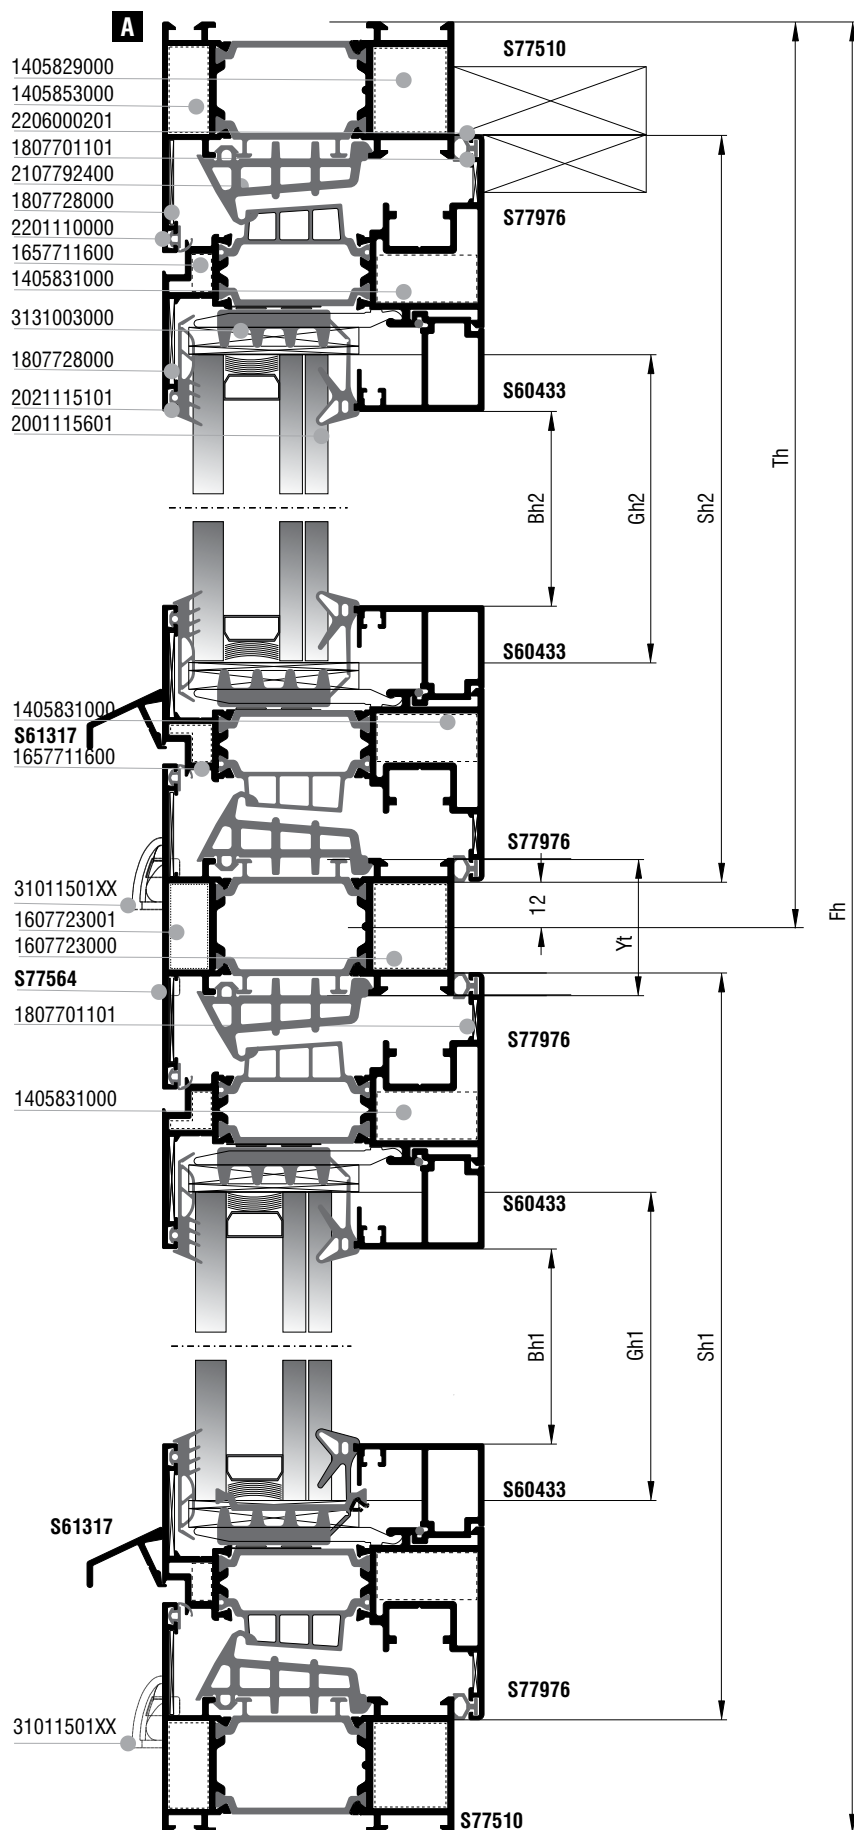 A
S77510
1405829000
1405853000
2206000201
1807701101
2107792400
1807728000
2201110000
S77976
1657711600
1405831000
3131003000
1807728000
S60433
2021115101
2001115601
Th
Bh2
Gh2
Sh2
S60433
1405831000
S61317
1657711600
S77976
31011501XX
12
Fh
1607723001
1607723000
Yt
S77564
1807701101
S77976
1405831000
S60433
Bh1
Gh1
Sh1
S60433
S61317
S77976
31011501XX
S77510